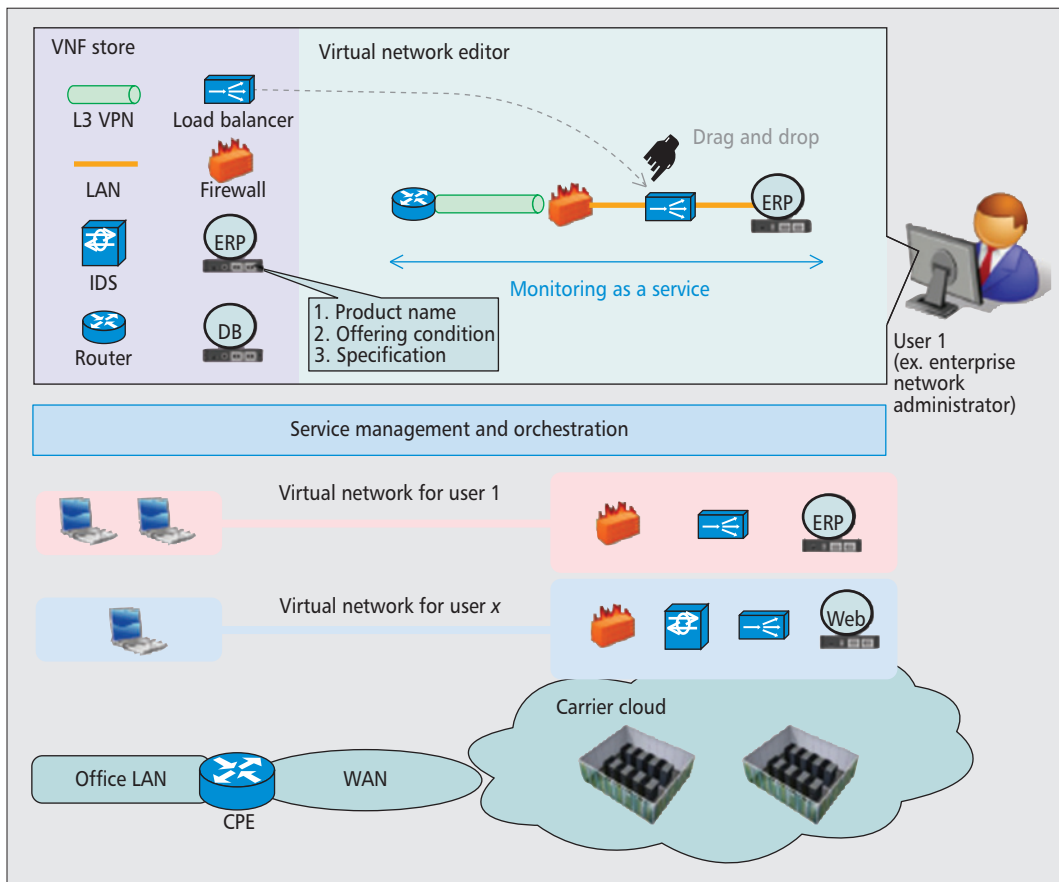 VNF store
Virtual network editor
L3 VPN
Load balancer
Drag and drop
LAN
Firewall
ERP
IDS
ERP
Monitoring as a service
1. Product name
2. Offering condition
3. Specification
Router
DB
User 1
(ex. enterprise
network
administrator)
Service management and orchestration
Virtual network for user 1
ERP
Virtual network for user x
Web
Carrier cloud
Office LAN
WAN
CPE